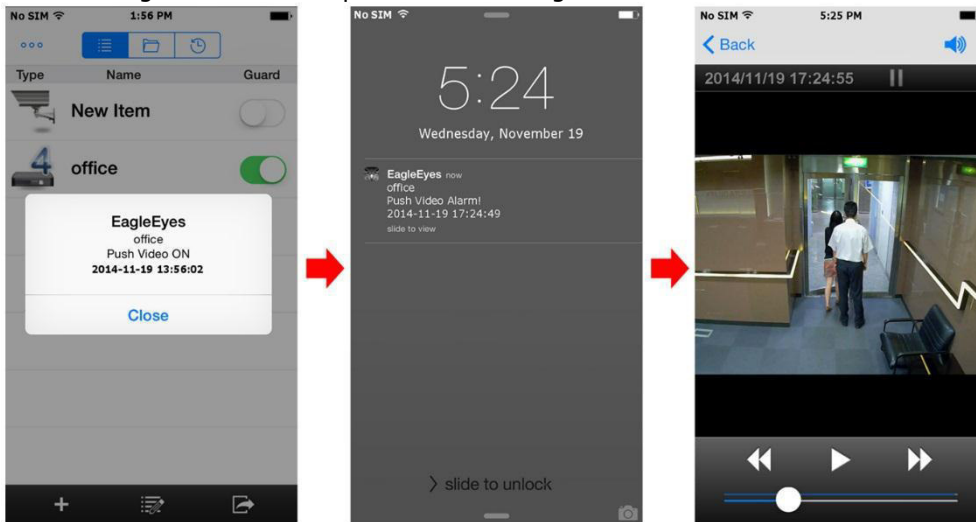 No SIM 1:56 PM
Type Name Guard
New Item
4 office
EagleEyes
office
Push Video ON
2014-11-19 13:56:02
Close
No SIM
5:24
Wednesday, November 19
EagleEyes now
office
Push Video Alarm!
2014-11-19 17:24:49
slide to view
> slide to unlock
No SIM 5:25 PM
Back
2014/11/19 17:24:55